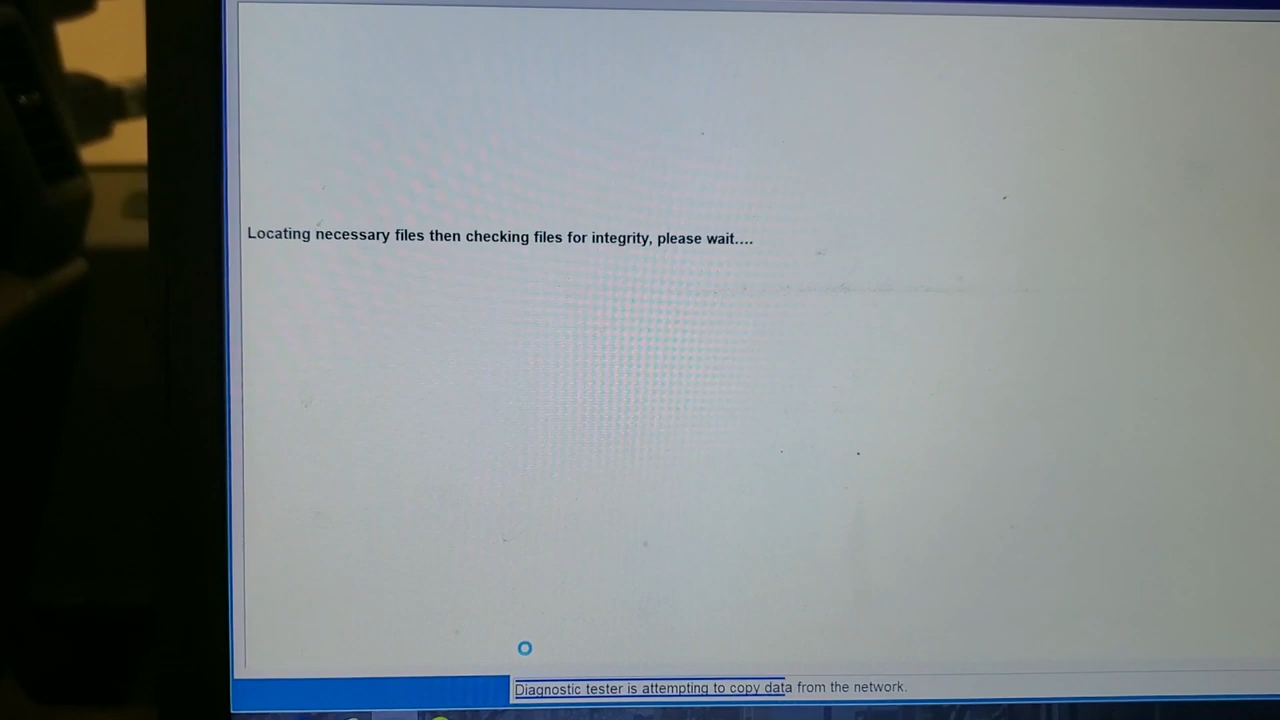 Locating necessary files then checking files for integrity, please wait....
Diagnostic tester is attempting to copy data from the network.